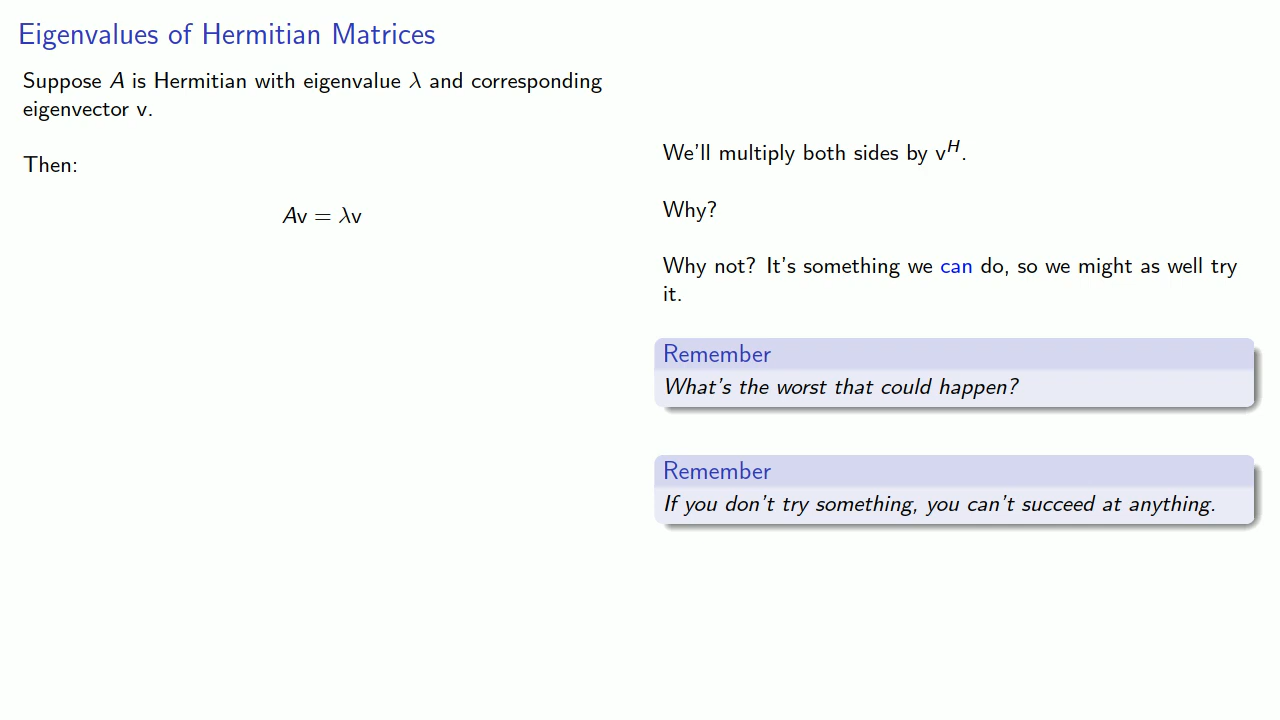 Eigenvalues of Hermitian Matrices
Suppose A is Hermitian with eigenvalue λ and corresponding
eigenvector v.
Then:
Av = λv
We'll multiply both sides by v^H.
Why?
Why not? It's something we can do, so we might as well try
it.
Remember
What's the worst that could happen?
Remember
If you don't try something, you can't succeed at anything.